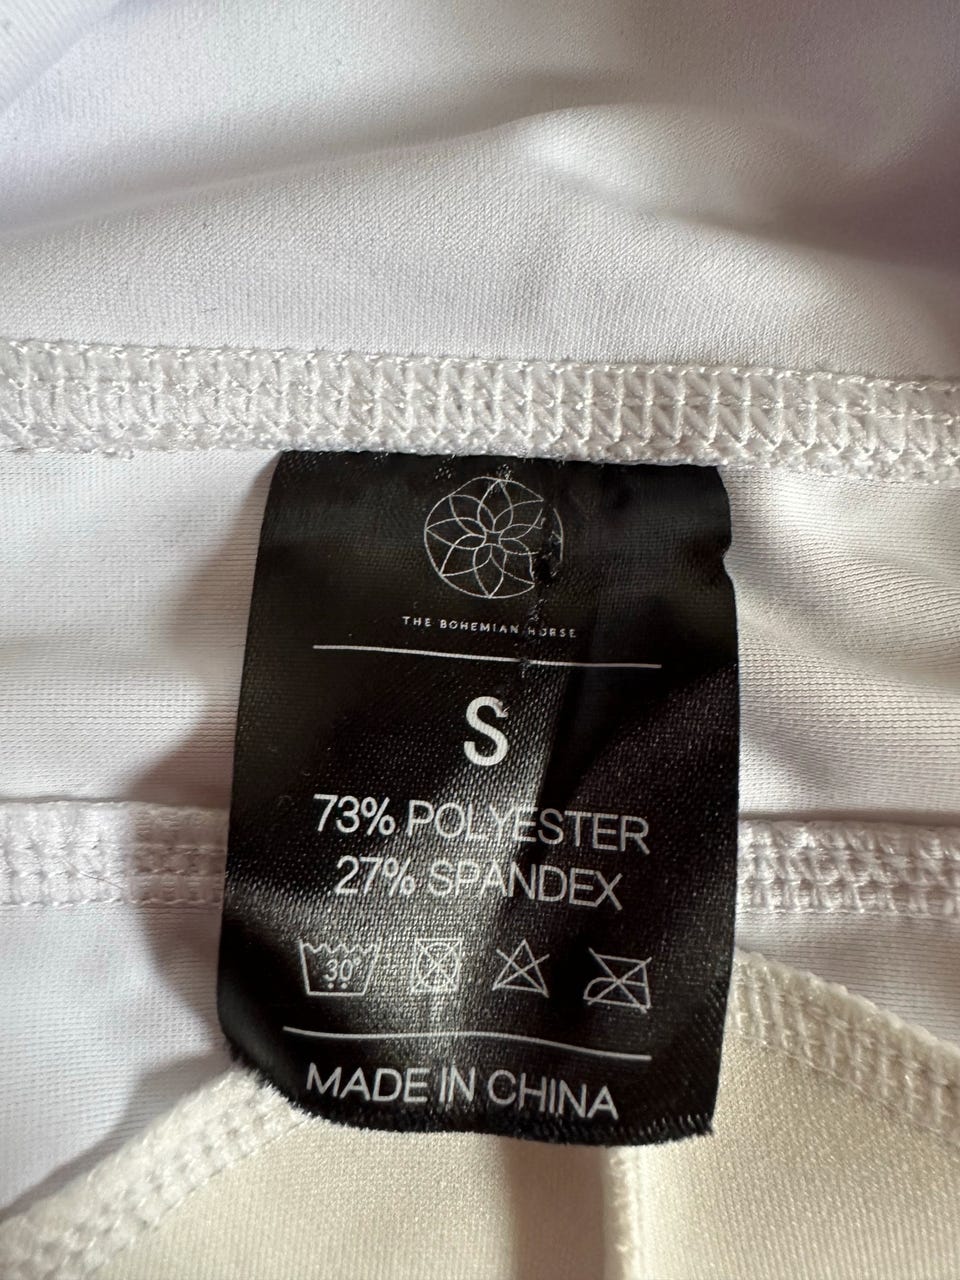 THE BOHEMIAN HORSE
S
73% POLYESTER
27% SPANDEX
30°
MADE IN CHINA